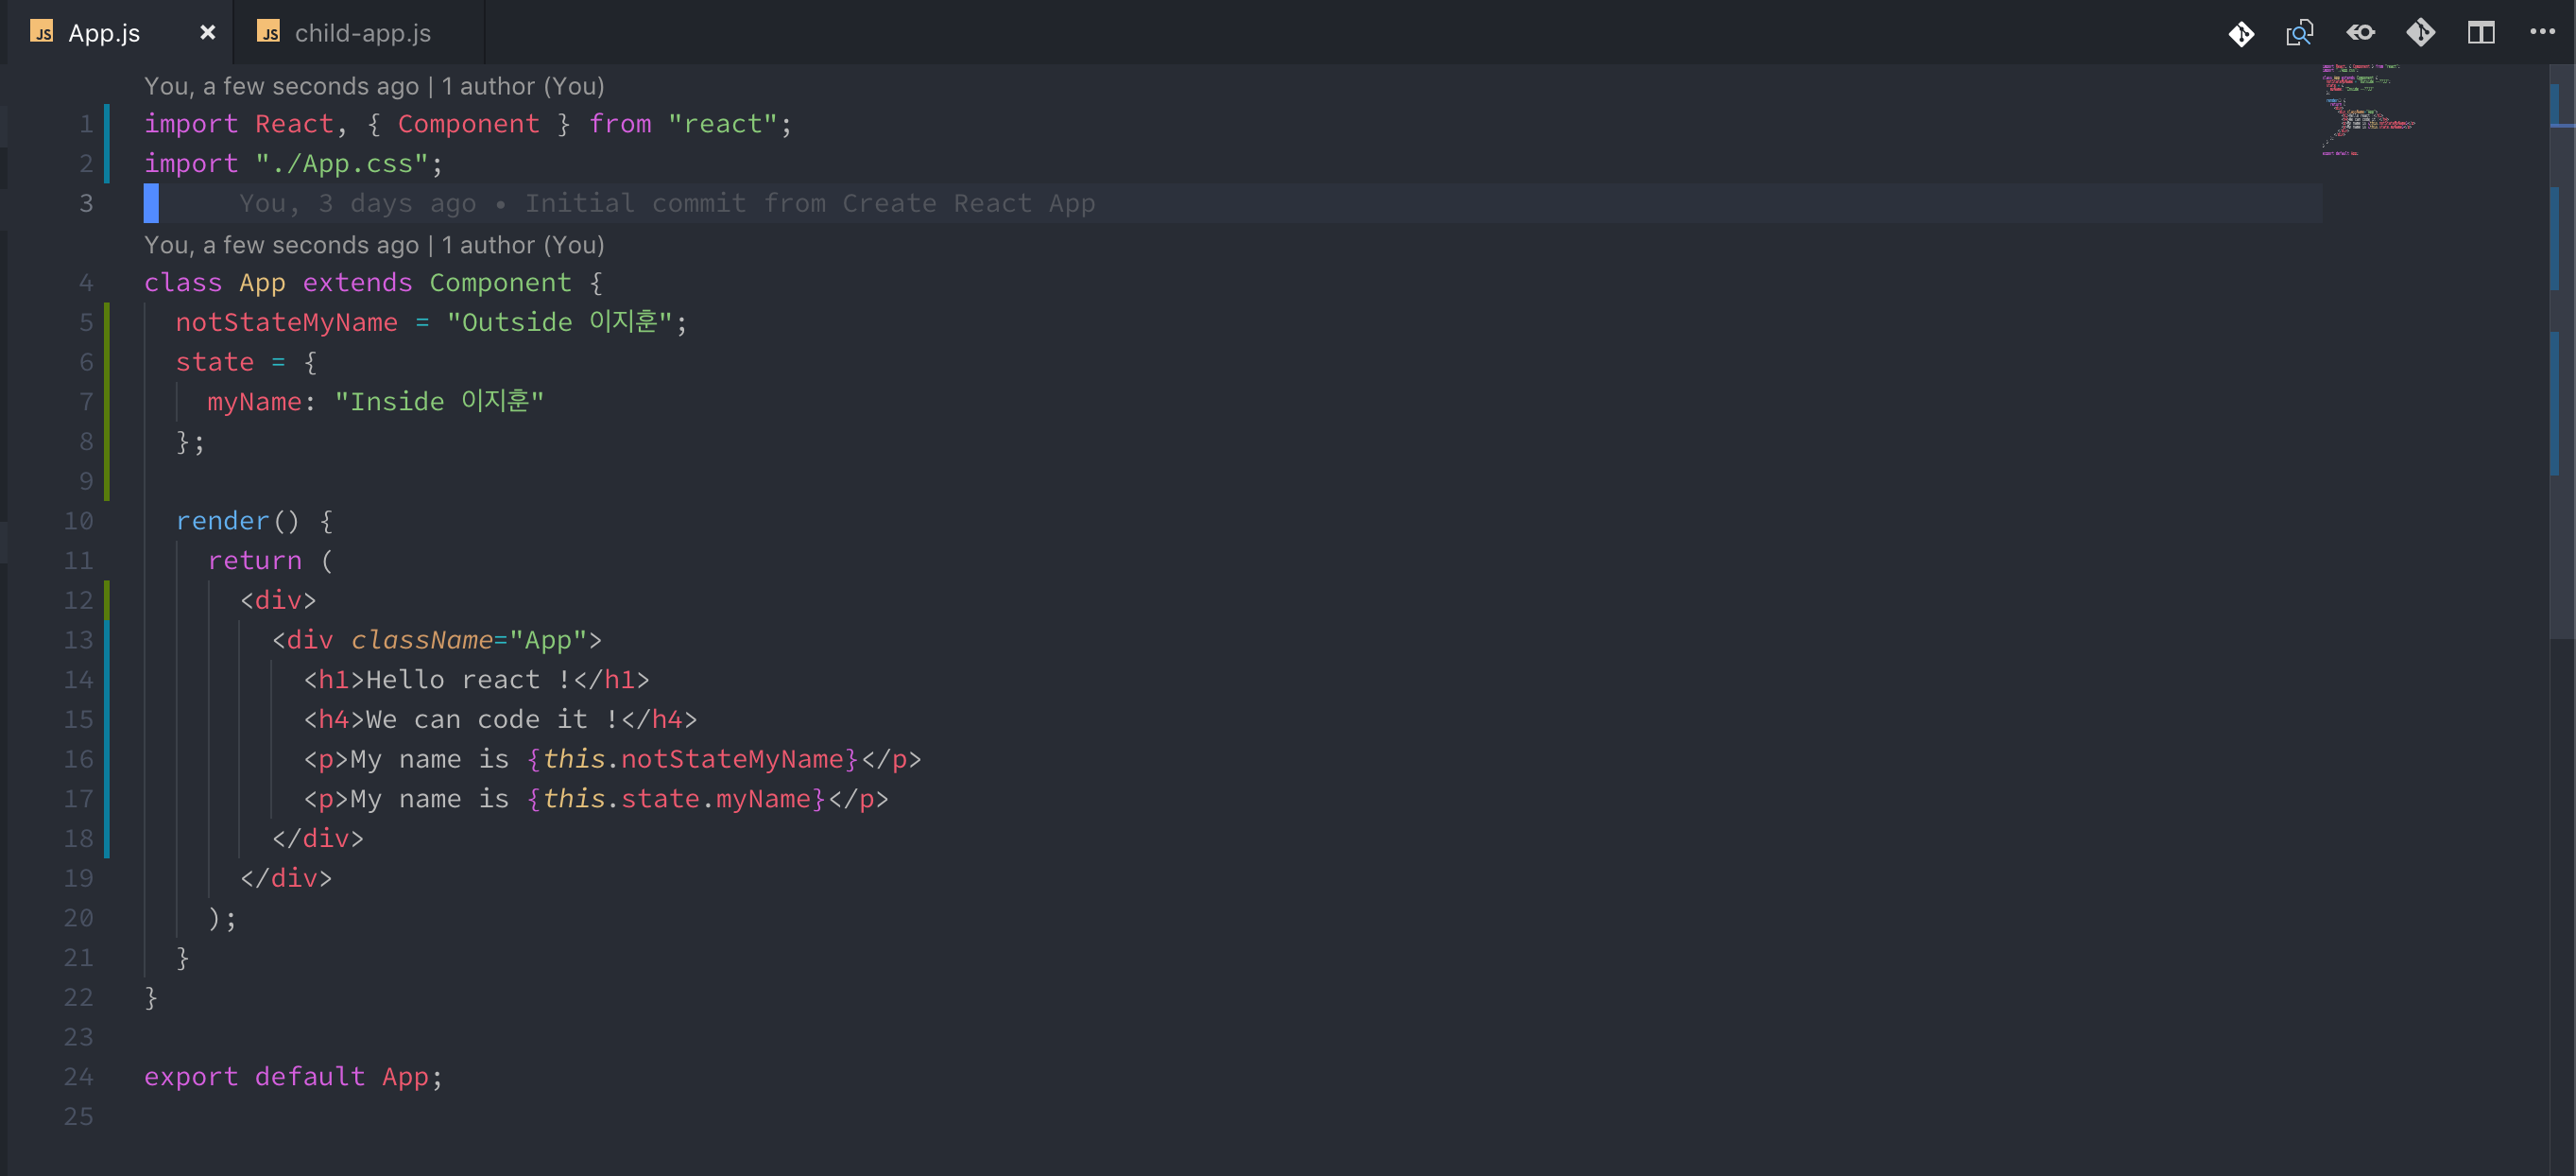 JS App.js × JS child-app.js
You, a few seconds ago | 1 author (You)
1 import React, { Component } from "react";
2 import "./App.css";
3 You, 3 days ago • Initial commit from Create React App
You, a few seconds ago | 1 author (You)
4 class App extends Component {
5 notStateMyName = "Outside 이지훈";
6 state = {
7 myName: "Inside 이지훈"
8 };
9
10 render() {
11 return (
12 <div>
13 <div className="App">
14 <h1>Hello react !</h1>
15 <h4>We can code it !</h4>
16 <p>My name is {this.notStateMyName}</p>
17 <p>My name is {this.state.myName}</p>
18 </div>
19 </div>
20 );
21 }
22 }
23
24 export default App;
25